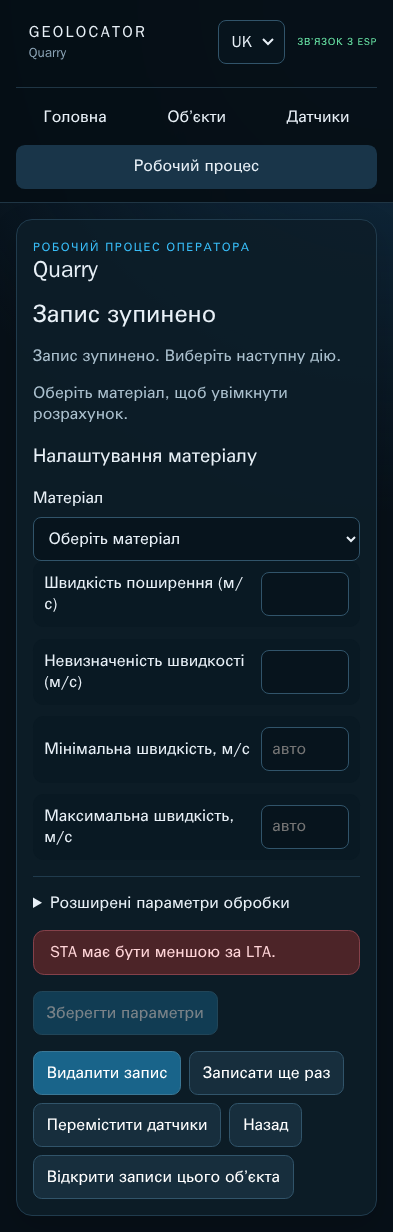 GEOLOCATOR
Quarry
UK
ЗВ'ЯЗОК З ESP
Головна
Об'єкти
Датчики
Робочий процес
РОБОЧИЙ ПРОЦЕС ОПЕРАТОРА
Quarry
Запис зупинено
Запис зупинено. Виберіть наступну дію.
Оберіть матеріал, щоб увімкнути
розрахунок.
Налаштування матеріалу
Матеріал
Оберіть матеріал
Швидкість поширення (м/
с)
Невизначеність швидкості
(м/с)
Мінімальна швидкість, м/с
авто
Максимальна швидкість,
м/с
авто
Розширені параметри обробки
STA має бути меншою за LTA.
Зберегти параметри
Видалити запис
Записати ще раз
Перемістити датчики
Назад
Відкрити записи цього об'єкта